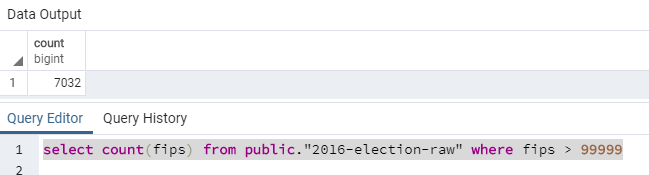 Data Output
count
bigint
1 7032
Query Editor Query History
1 select count(fips) from public."2016-election-raw" where fips > 99999
2